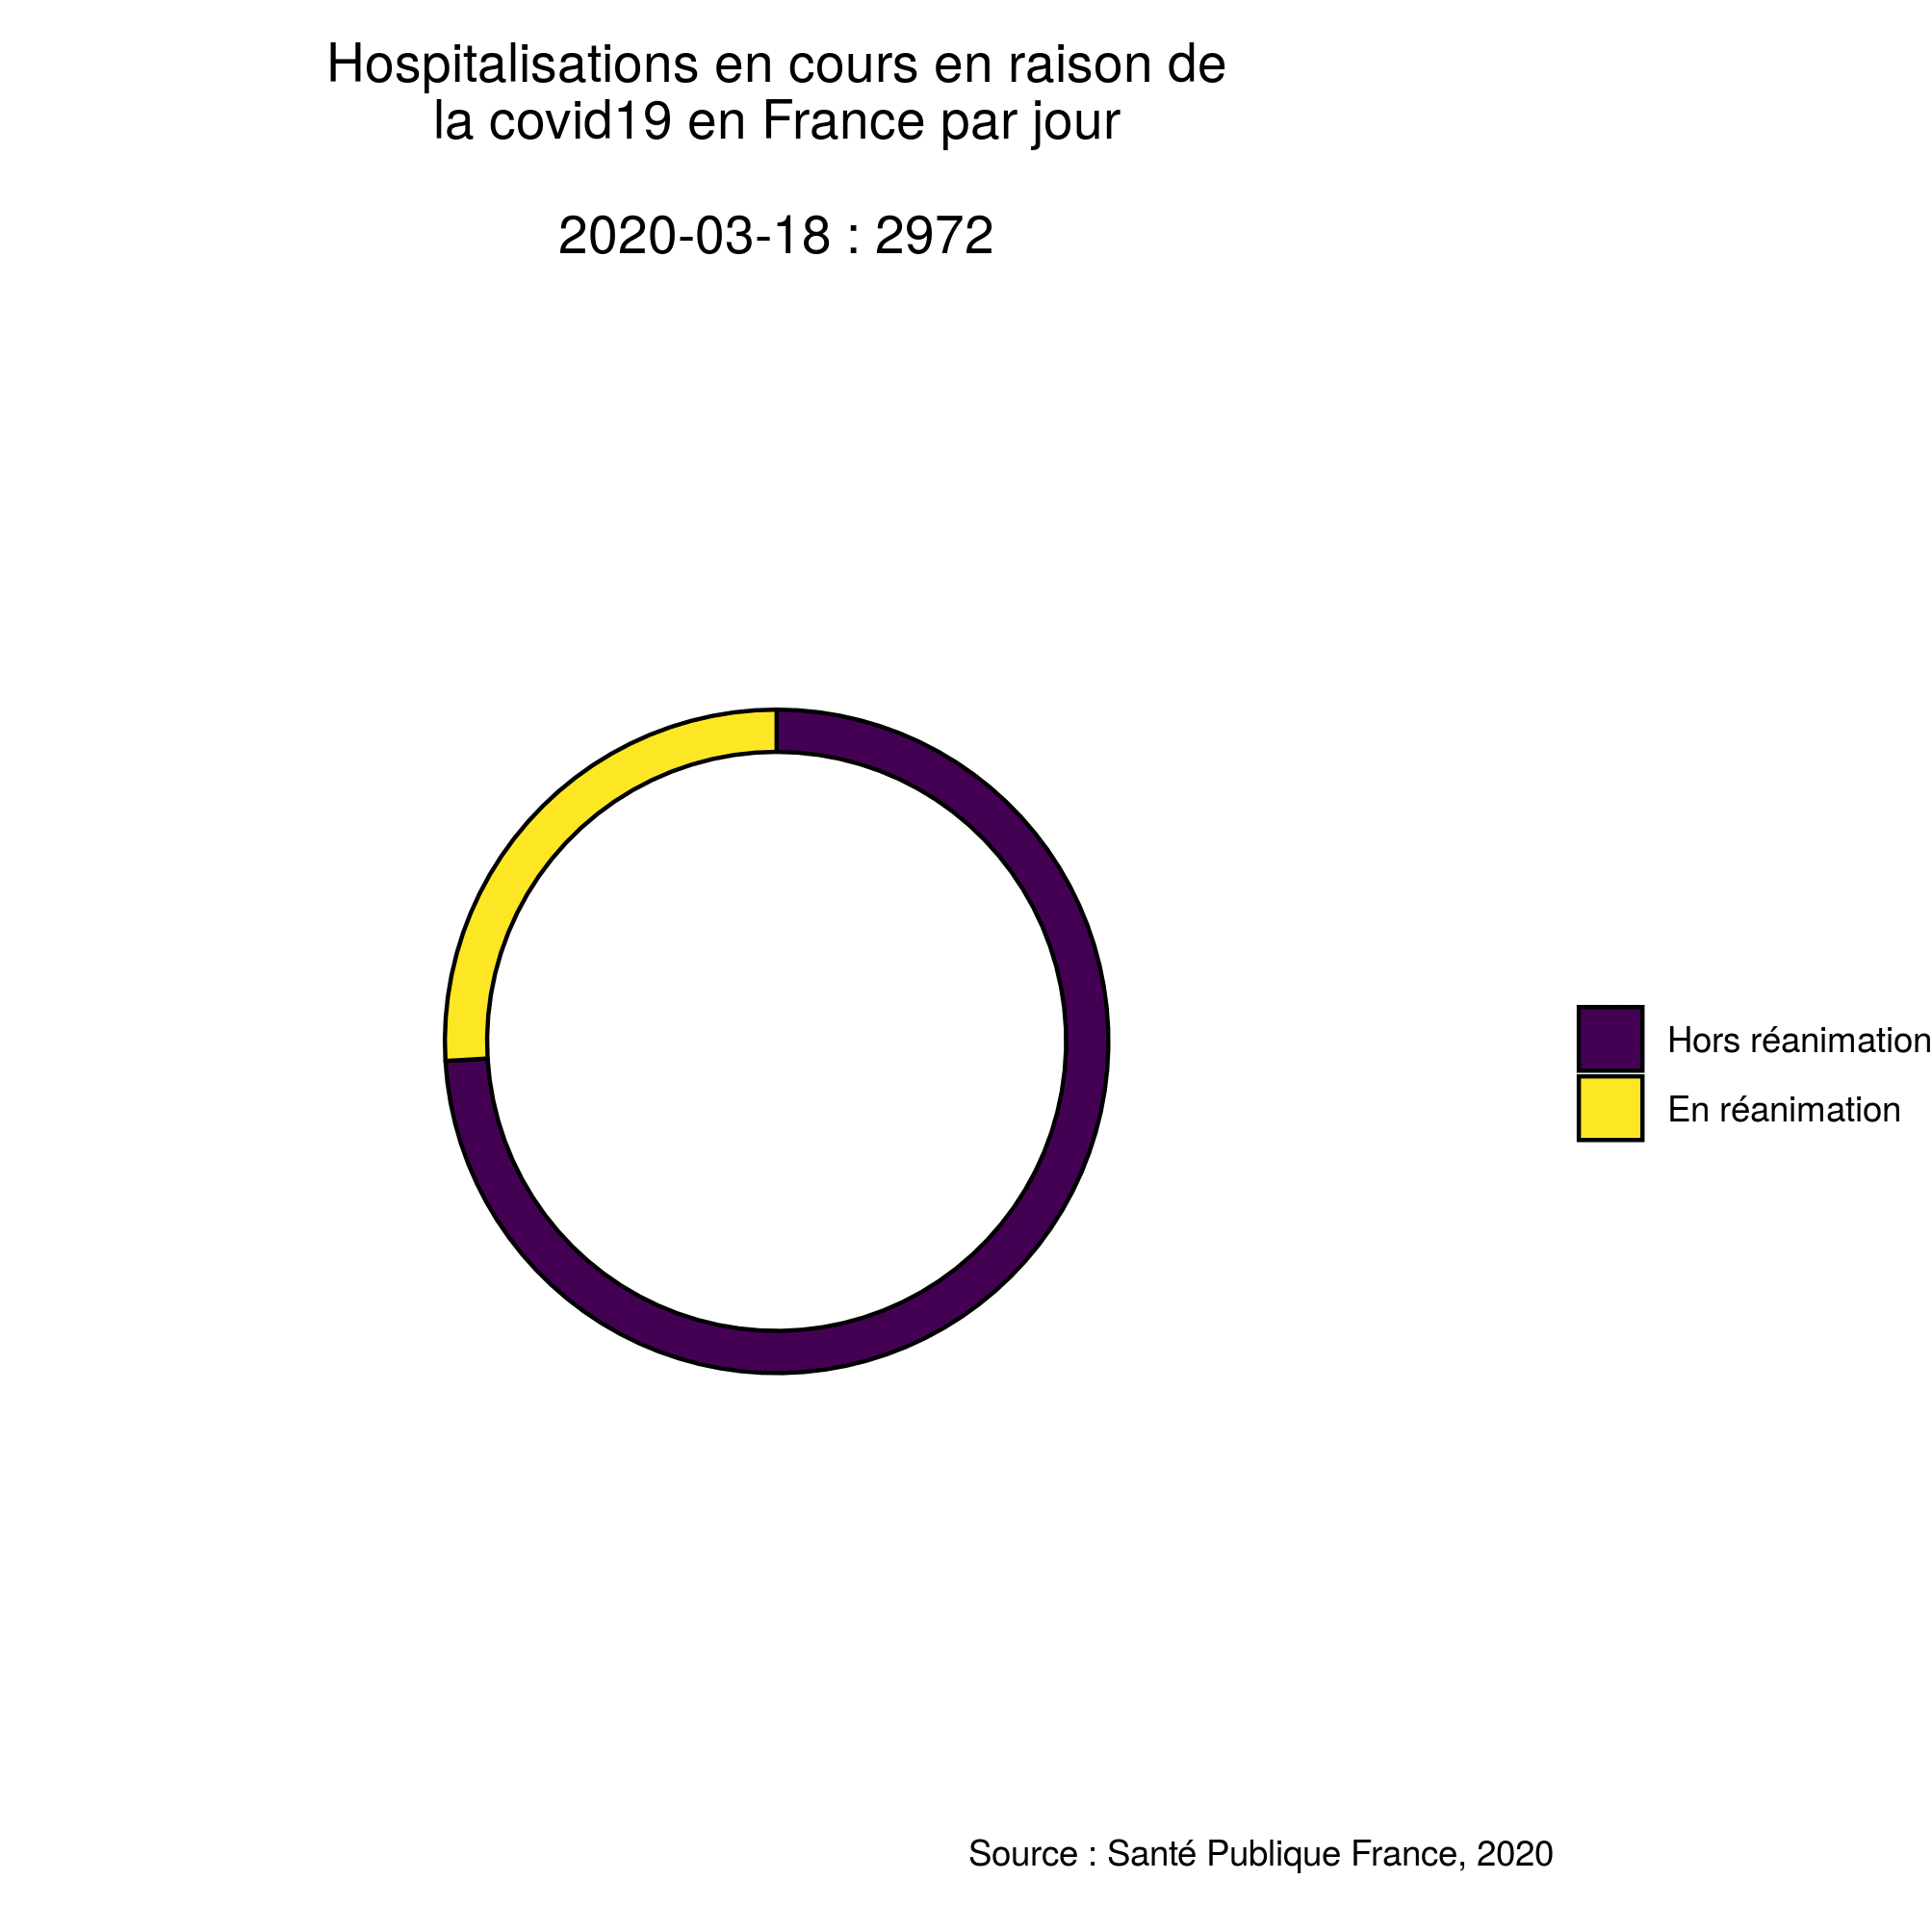 Hospitalisations en cours en raison de
la covid19 en France par jour
2020-03-18 : 2972
Hors réanimation
En réanimation
Source : Santé Publique France, 2020